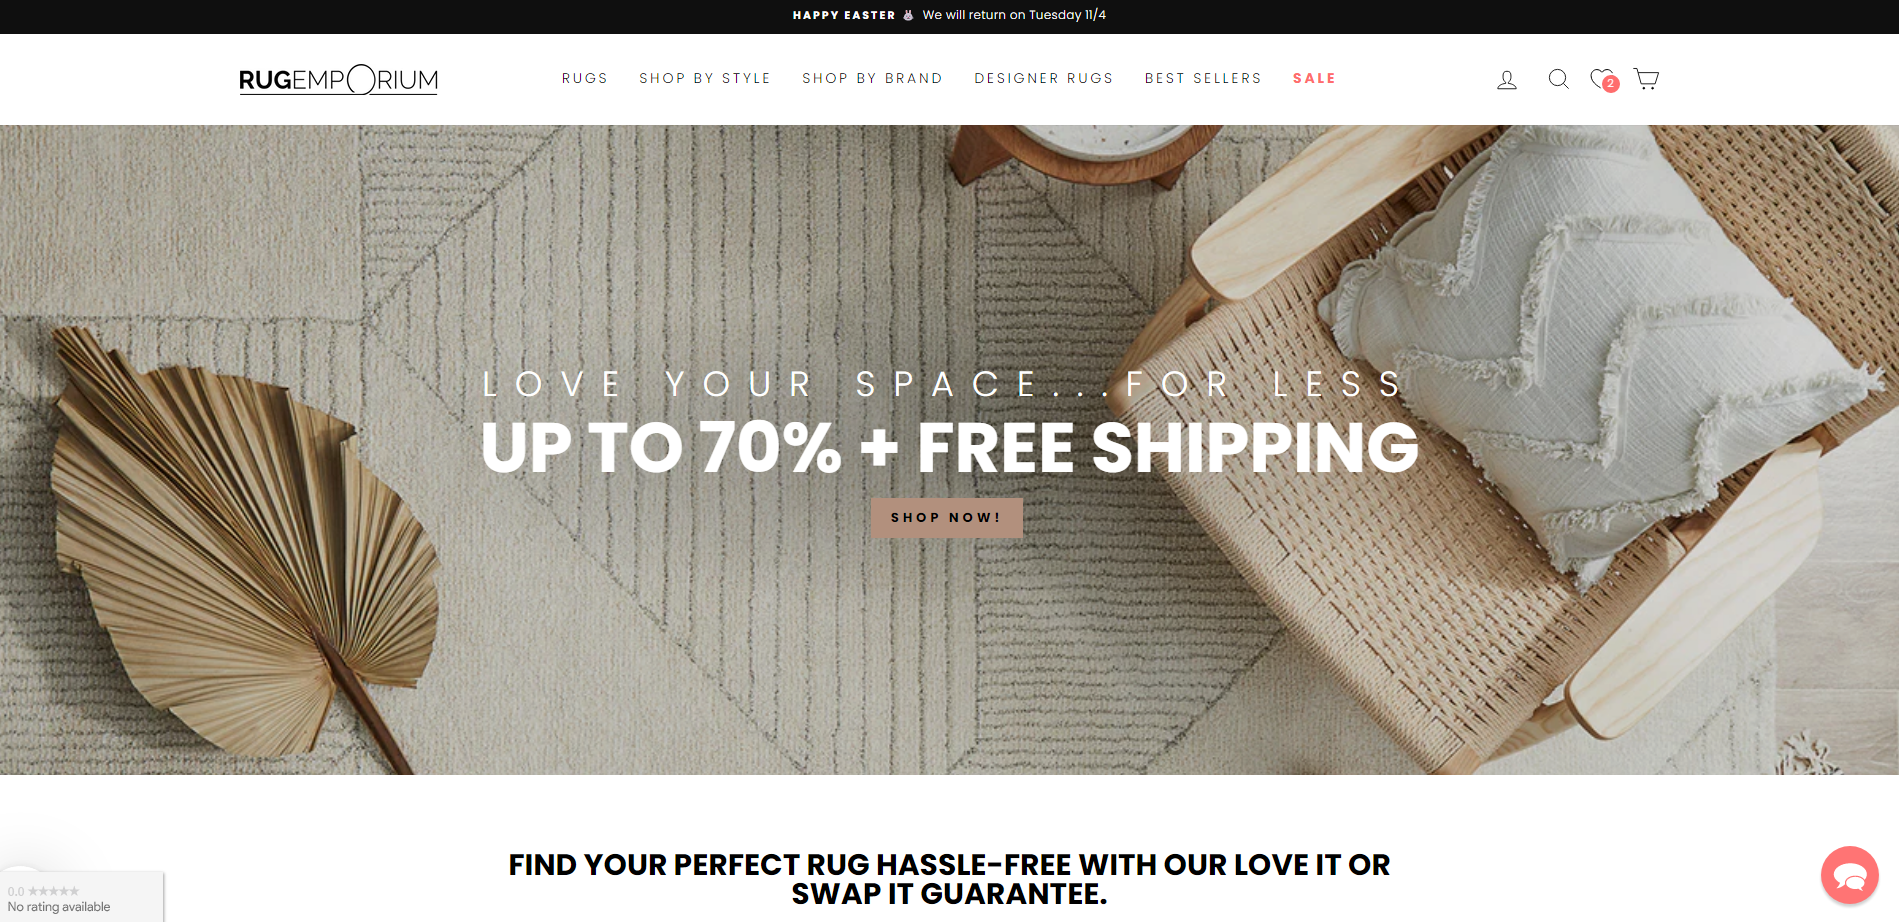 HAPPY EASTER 🐰 We will return on Tuesday 11/4
RUGEMPORIUM
RUGS SHOP BY STYLE SHOP BY BRAND DESIGNER RUGS BEST SELLERS SALE
2
LOVE YOUR SPACE...FOR LESS
UP TO 70% + FREE SHIPPING
SHOP NOW!
FIND YOUR PERFECT RUG HASSLE-FREE WITH OUR LOVE IT OR
SWAP IT GUARANTEE.
0.0 ★★★★★
No rating available